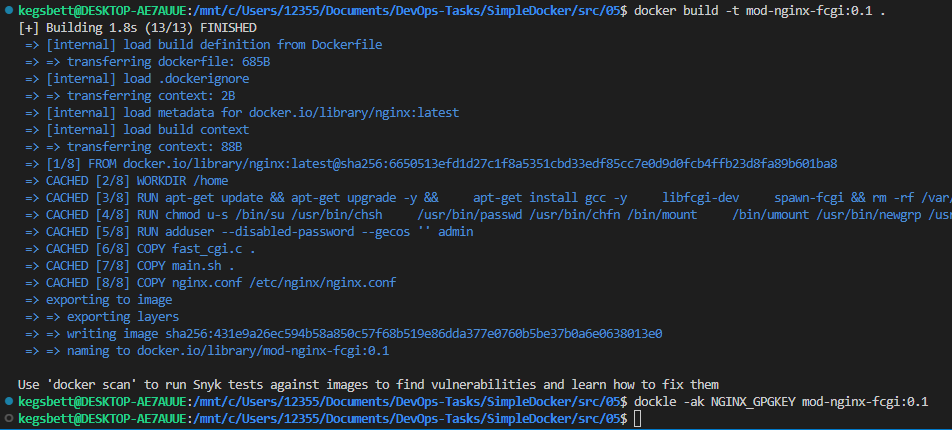 kegsbett@DESKTOP-AE7AUUE:/mnt/c/Users/12355/Documents/DevOps-Tasks/SimpleDocker/src/05$ docker build -t mod-nginx-fcgi:0.1 .
[+] Building 1.8s (13/13) FINISHED
=> [internal] load build definition from Dockerfile
=> => transferring dockerfile: 685B
=> [internal] load .dockerignore
=> => transferring context: 2B
=> [internal] load metadata for docker.io/library/nginx:latest
=> [internal] load build context
=> => transferring context: 88B
=> [1/8] FROM docker.io/library/nginx:latest@sha256:6650513efd1d27c1f8a5351cbd33edf85cc7e0d9d0fcb4ffb23d8fa89b601ba8
=> CACHED [2/8] WORKDIR /home
=> CACHED [3/8] RUN apt-get update && apt-get upgrade -y &&     apt-get install gcc -y     libfcgi-dev     spawn-fcgi && rm -rf /var/
=> CACHED [4/8] RUN chmod u-s /bin/su /usr/bin/chsh     /usr/bin/passwd /usr/bin/chfn /bin/mount     /bin/umount /usr/bin/newgrp /usr
=> CACHED [5/8] RUN adduser --disabled-password --gecos '' admin
=> CACHED [6/8] COPY fast_cgi.c .
=> CACHED [7/8] COPY main.sh .
=> CACHED [8/8] COPY nginx.conf /etc/nginx/nginx.conf
=> exporting to image
=> => exporting layers
=> => writing image sha256:431e9a26ec594b58a850c57f68b519e86dda377e0760b5be37b0a6e0638013e0
=> => naming to docker.io/library/mod-nginx-fcgi:0.1
Use 'docker scan' to run Snyk tests against images to find vulnerabilities and learn how to fix them
kegsbett@DESKTOP-AE7AUUE:/mnt/c/Users/12355/Documents/DevOps-Tasks/SimpleDocker/src/05$ dockle -ak NGINX_GPGKEY mod-nginx-fcgi:0.1
kegsbett@DESKTOP-AE7AUUE:/mnt/c/Users/12355/Documents/DevOps-Tasks/SimpleDocker/src/05$